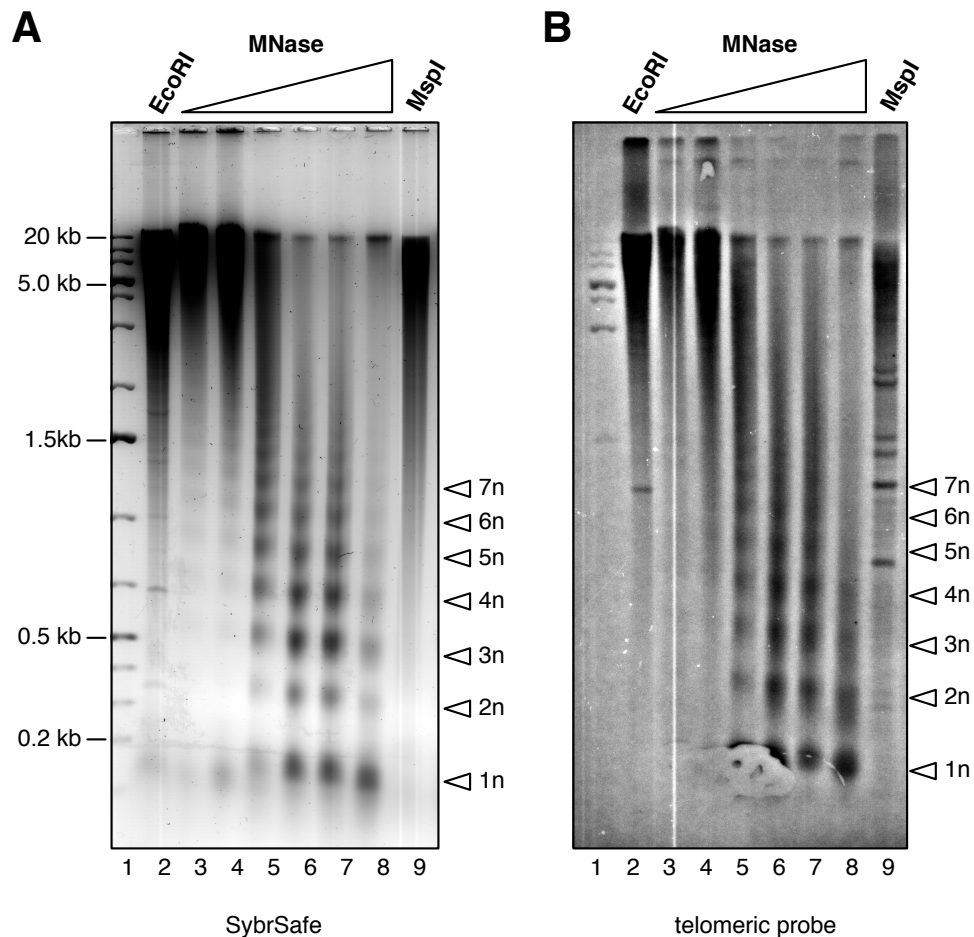 A
EcoRI
MNase
MspI
20 kb
5.0 kb
1.5kb
0.5 kb
0.2 kb
7n
6n
5n
4n
3n
2n
1n
1 2 3 4 5 6 7 8 9
SybrSafe
B
EcoRI
MNase
MspI
7n
6n
5n
4n
3n
2n
1n
1 2 3 4 5 6 7 8 9
telomeric probe